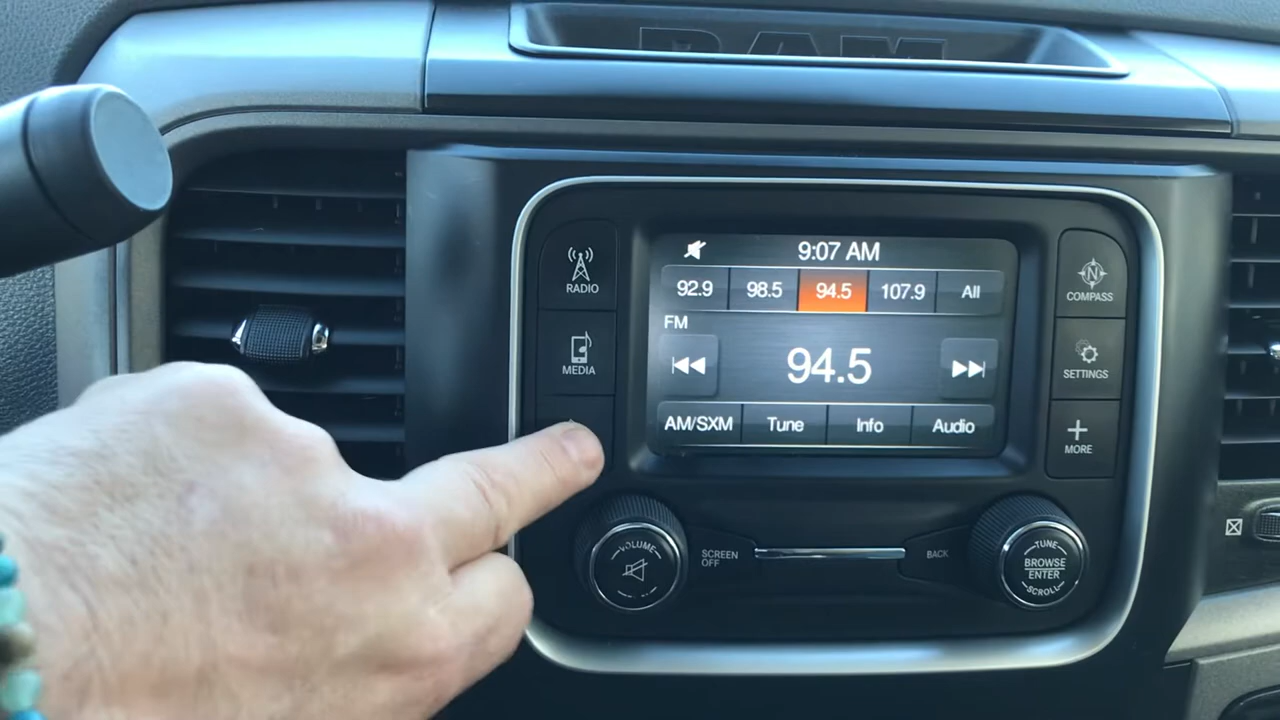 RAM
RADIO
MEDIA
9:07 AM
92.9 98.5 94.5 107.9 All
FM
94.5
AM/SXM Tune Info Audio
N
COMPASS
SETTINGS
MORE
VOLUME
SCREEN
OFF
BACK
TUNE
BROWSE
ENTER
SCROLL